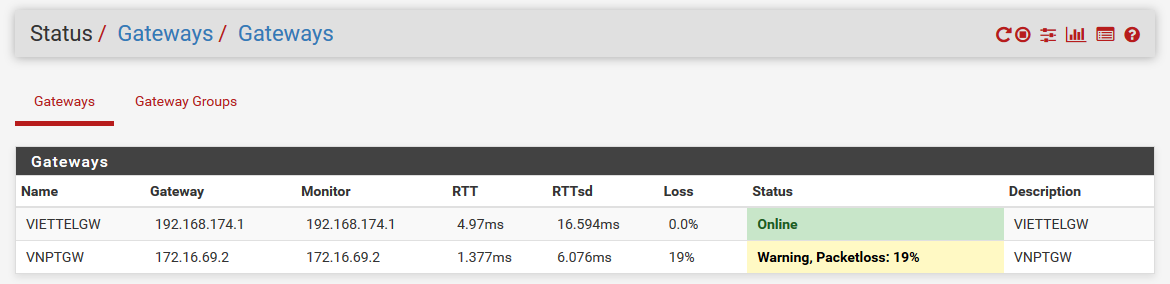 Status / Gateways / Gateways
Gateways Gateway Groups
Gateways
Name Gateway Monitor RTT RTTsd Loss Status Description
VIETTELGW 192.168.174.1 192.168.174.1 4.97ms 16.594ms 0.0% Online VIETTELGW
VNPTGW 172.16.69.2 172.16.69.2 1.377ms 6.076ms 19% Warning, Packetloss: 19% VNPTGW